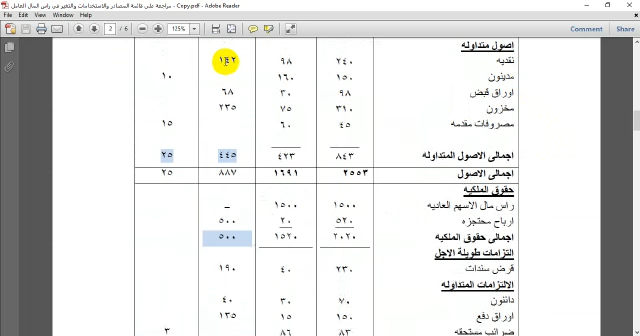 مراجعة على قائمة المصادر والاستخدامات والتغير فى راس المال العامل - Copy.pdf - Adobe Reader
File Edit View Window Help
2 / 6 125% Comment Share
اصول متداوله
نقديه ٢٤٠ ٩٨ ١٤٢
مدينون ١٥٠ ١٦٠ ١٠
اوراق قبض ٩٨ ٣٠ ٦٨
مخزون ٣١٠ ٧٥ ٢٣٥
مصروفات مقدمه ٤٥ ٦٠ ١٥
اجمالى الاصول المتداوله ٨٤٣ ٤٢٣ ٤٤٥ ٢٥
اجمالى الاصول ٢٥٥٣ ١٦٩١ ٨٨٧ ٢٥
حقوق الملكيه
راس مال الاسهم العاديه ١٥٠٠ ١٥٠٠ –
ارباح محتجزه ٥٢٠ ٢٠ ٥٠٠
اجمالى حقوق الملكيه ٢٠٢٠ ١٥٢٠ ٥٠٠
التزامات طويلة الاجل
قرض سندات ٢٣٠ ٤٠ ١٩٠
الالتزامات المتداوله
دائنون ٧٠ ٣٠ ٤٠
اوراق دفع ١٥٠ ١٥ ١٣٥
ضرائب مستحقه ٨٣ ٨٦ ٣